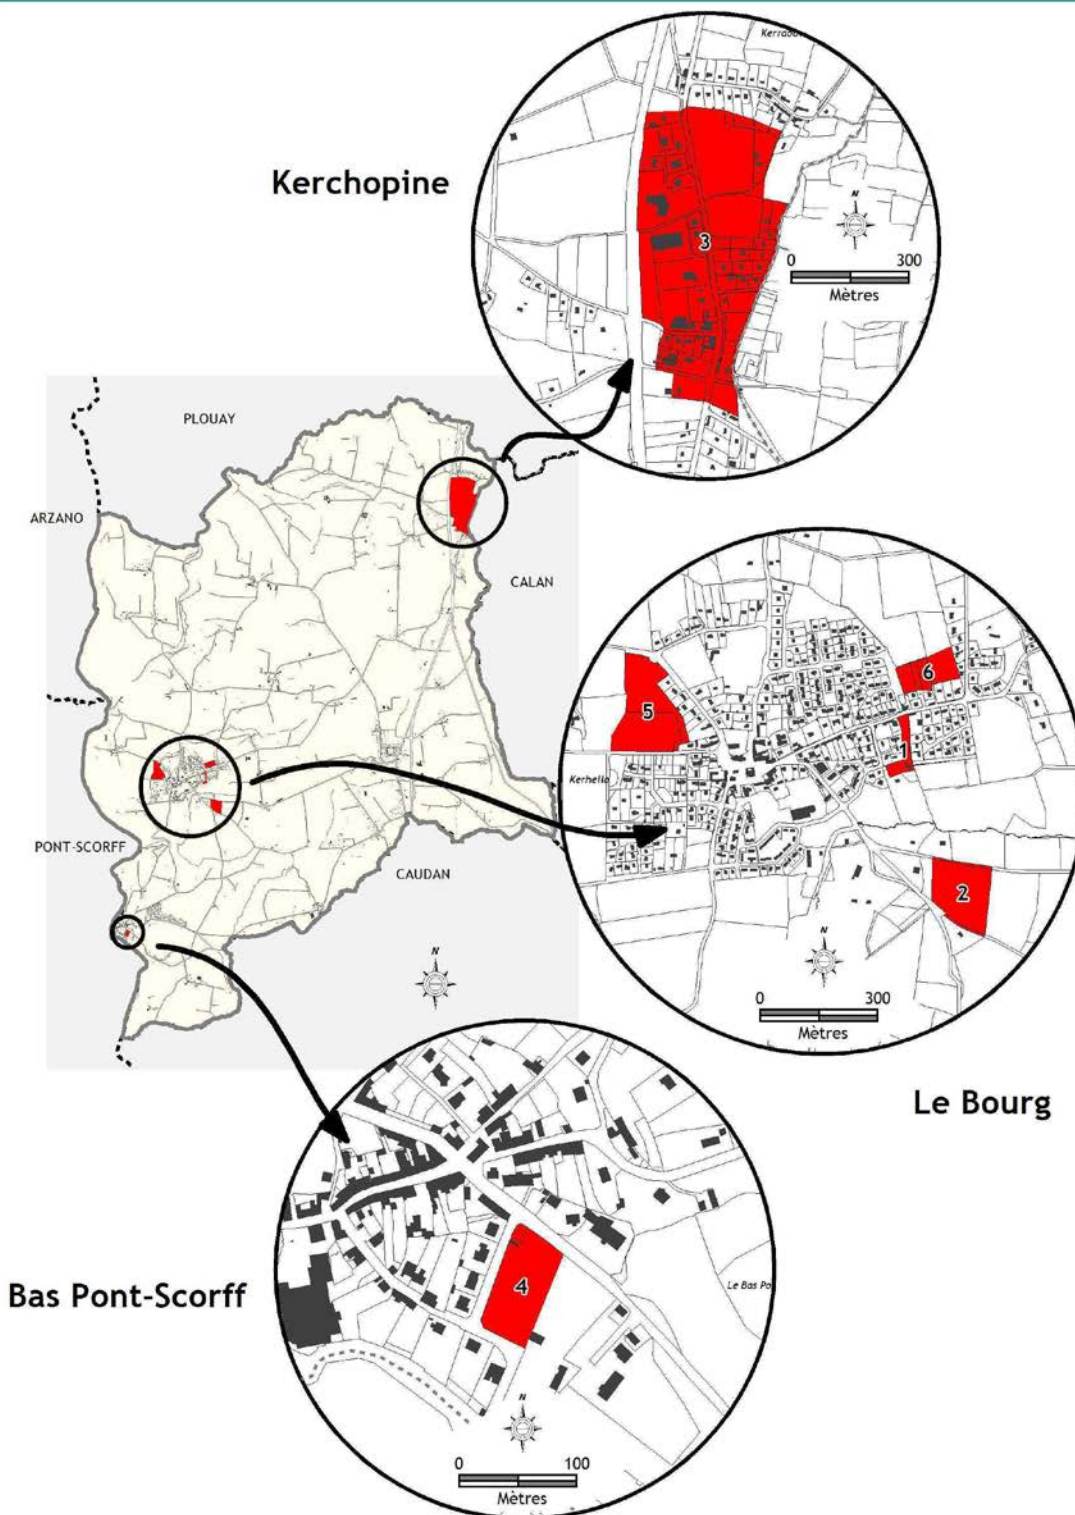 Kerchopine
N
3
0 300
Mètres
PLOUAY
ARZANO
CALAN
PONT-SCORFF
CAUDAN
N
6
5
1
Kerhello
2
N
0 300
Mètres
Le Bourg
Bas Pont-Scorff
4
Le Bas Po
N
0 100
Mètres